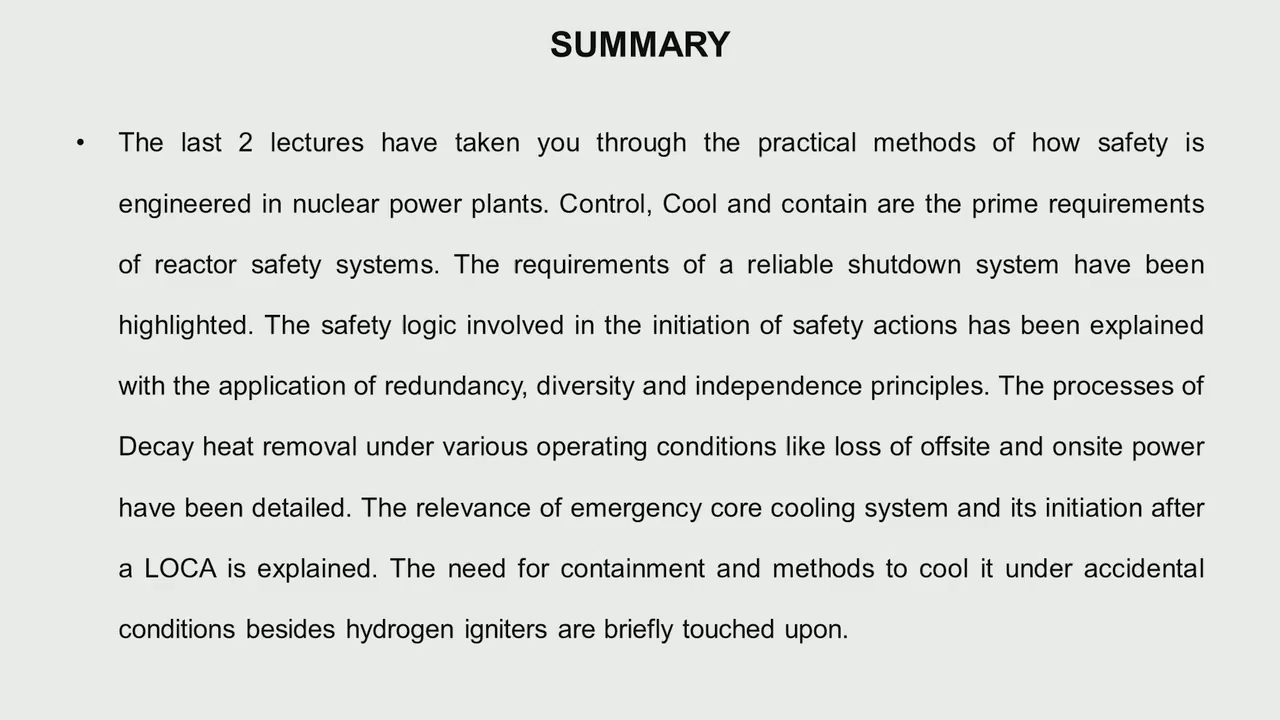 SUMMARY
• The last 2 lectures have taken you through the practical methods of how safety is
engineered in nuclear power plants. Control, Cool and contain are the prime requirements
of reactor safety systems. The requirements of a reliable shutdown system have been
highlighted. The safety logic involved in the initiation of safety actions has been explained
with the application of redundancy, diversity and independence principles. The processes of
Decay heat removal under various operating conditions like loss of offsite and onsite power
have been detailed. The relevance of emergency core cooling system and its initiation after
a LOCA is explained. The need for containment and methods to cool it under accidental
conditions besides hydrogen igniters are briefly touched upon.